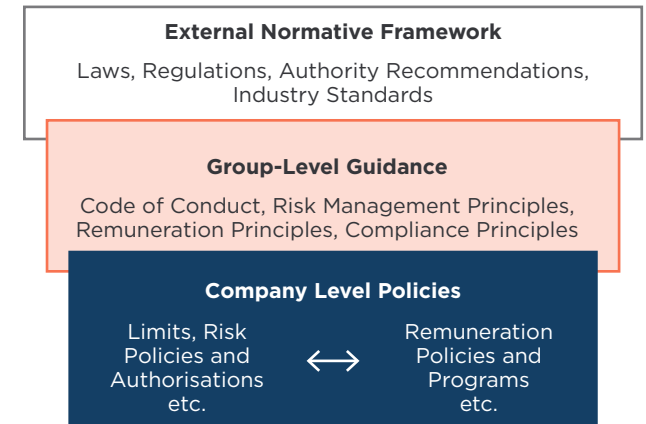 External Normative Framework
Laws, Regulations, Authority Recommendations,
Industry Standards
Group-Level Guidance
Code of Conduct, Risk Management Principles,
Remuneration Principles, Compliance Principles
Company Level Policies
Limits, Risk
Policies and
Authorisations
etc.
Remuneration
Policies and
Programs
etc.